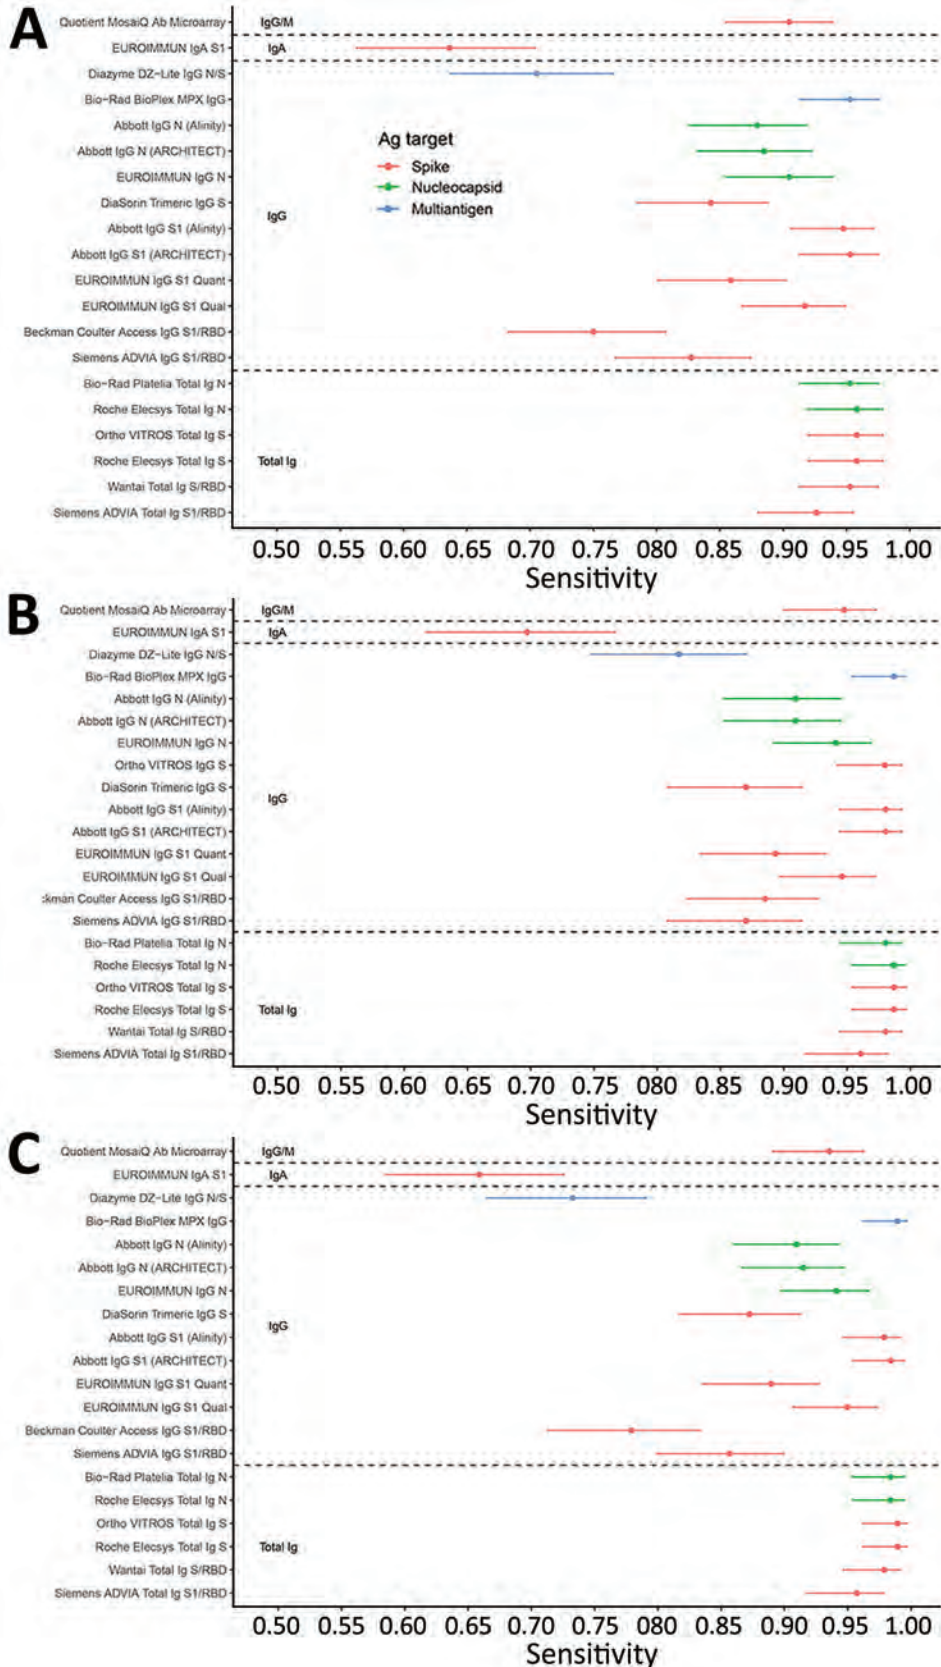 A
Quotient MosaiQ Ab Microarray
IgG/M
EUROIMMUN IgA S1
IgA
Diazyme DZ-Lite IgG N/S
Bio-Rad BioPlex MPX IgG
Abbott IgG N (Alinity)
Abbott IgG N (ARCHITECT)
EUROIMMUN IgG N
DiaSorin Trimeric IgG S
IgG
Abbott IgG S1 (Alinity)
Abbott IgG S1 (ARCHITECT)
EUROIMMUN IgG S1 Quant
EUROIMMUN IgG S1 Qual
Beckman Coulter Access IgG S1/RBD
Siemens ADVIA IgG S1/RBD
Bio-Rad Platelia Total Ig N
Roche Elecsys Total Ig N
Ortho VITROS Total Ig S
Roche Elecsys Total Ig S
Total Ig
Wantai Total Ig S/RBD
Siemens ADVIA Total Ig S1/RBD
Ag target
Spike
Nucleocapsid
Multiantigen
0.50 0.55 0.60 0.65 0.70 0.75 0.80 0.85 0.90 0.95 1.00
Sensitivity
B
Quotient MosaiQ Ab Microarray
IgG/M
EUROIMMUN IgA S1
IgA
Diazyme DZ-Lite IgG N/S
Bio-Rad BioPlex MPX IgG
Abbott IgG N (Alinity)
Abbott IgG N (ARCHITECT)
EUROIMMUN IgG N
Ortho VITROS IgG S
DiaSorin Trimeric IgG S
IgG
Abbott IgG S1 (Alinity)
Abbott IgG S1 (ARCHITECT)
EUROIMMUN IgG S1 Quant
EUROIMMUN IgG S1 Qual
ckman Coulter Access IgG S1/RBD
Siemens ADVIA IgG S1/RBD
Bio-Rad Platelia Total Ig N
Roche Elecsys Total Ig N
Ortho VITROS Total Ig S
Roche Elecsys Total Ig S
Total Ig
Wantai Total Ig S/RBD
Siemens ADVIA Total Ig S1/RBD
0.50 0.55 0.60 0.65 0.70 0.75 0.80 0.85 0.90 0.95 1.00
Sensitivity
C
Quotient MosaiQ Ab Microarray
IgG/M
EUROIMMUN IgA S1
IgA
Diazyme DZ-Lite IgG N/S
Bio-Rad BioPlex MPX IgG
Abbott IgG N (Alinity)
Abbott IgG N (ARCHITECT)
EUROIMMUN IgG N
DiaSorin Trimeric IgG S
IgG
Abbott IgG S1 (Alinity)
Abbott IgG S1 (ARCHITECT)
EUROIMMUN IgG S1 Quant
EUROIMMUN IgG S1 Qual
Beckman Coulter Access IgG S1/RBD
Siemens ADVIA IgG S1/RBD
Bio-Rad Platelia Total Ig N
Roche Elecsys Total Ig N
Ortho VITROS Total Ig S
Roche Elecsys Total Ig S
Total Ig
Wantai Total Ig S/RBD
Siemens ADVIA Total Ig S1/RBD
0.50 0.55 0.60 0.65 0.70 0.75 0.80 0.85 0.90 0.95 1.00
Sensitivity